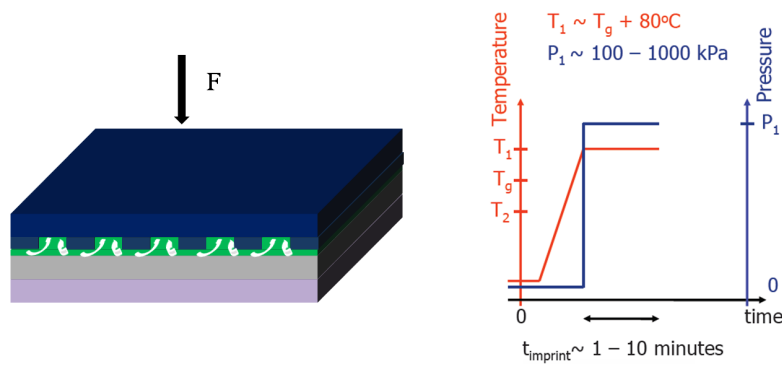 F
T₁ ~ Tg + 80ºC
P₁ ~ 100 – 1000 kPa
Temperature
Pressure
P₁
T₁
Tg
T₂
0
0
time
t_imprint ~ 1 – 10 minutes